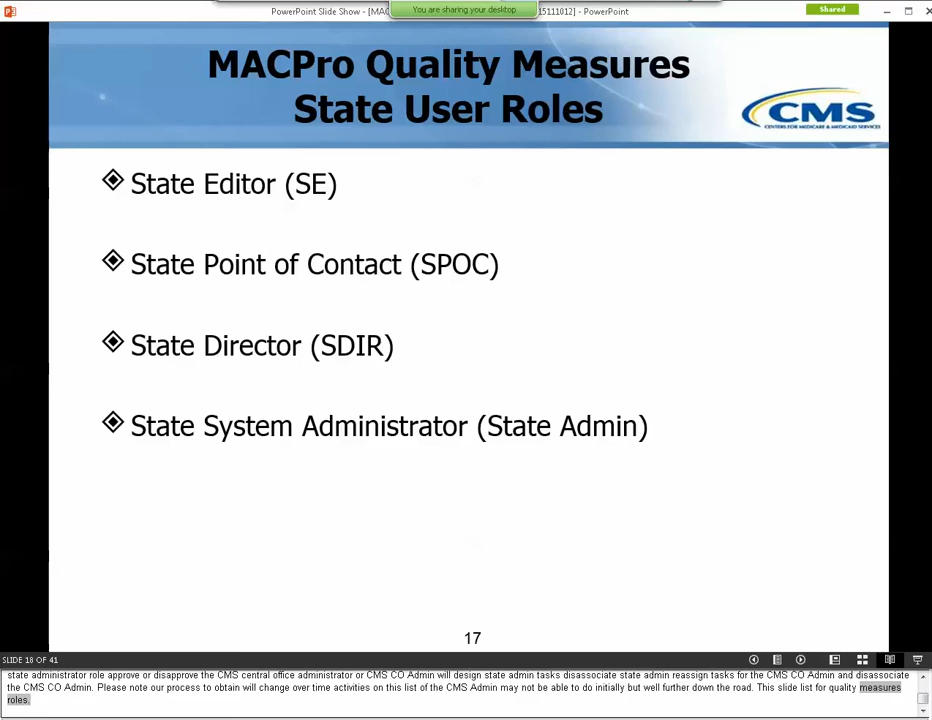 PowerPoint Slide Show - [MAC
You are sharing your desktop
15111012] - PowerPoint
Shared
MACPro Quality Measures
State User Roles
CMS
CENTERS FOR MEDICARE & MEDICAID SERVICES
State Editor (SE)
State Point of Contact (SPOC)
State Director (SDIR)
State System Administrator (State Admin)
17
SLIDE 18 OF 41
state administrator role approve or disapprove the CMS central office administrator or CMS CO Admin will design state admin tasks disassociate state admin reassign tasks for the CMS CO Admin and disassociate
the CMS CO Admin. Please note our process to obtain will change over time activities on this list of the CMS Admin may not be able to do initially but well further down the road. This slide list for quality measures
roles.